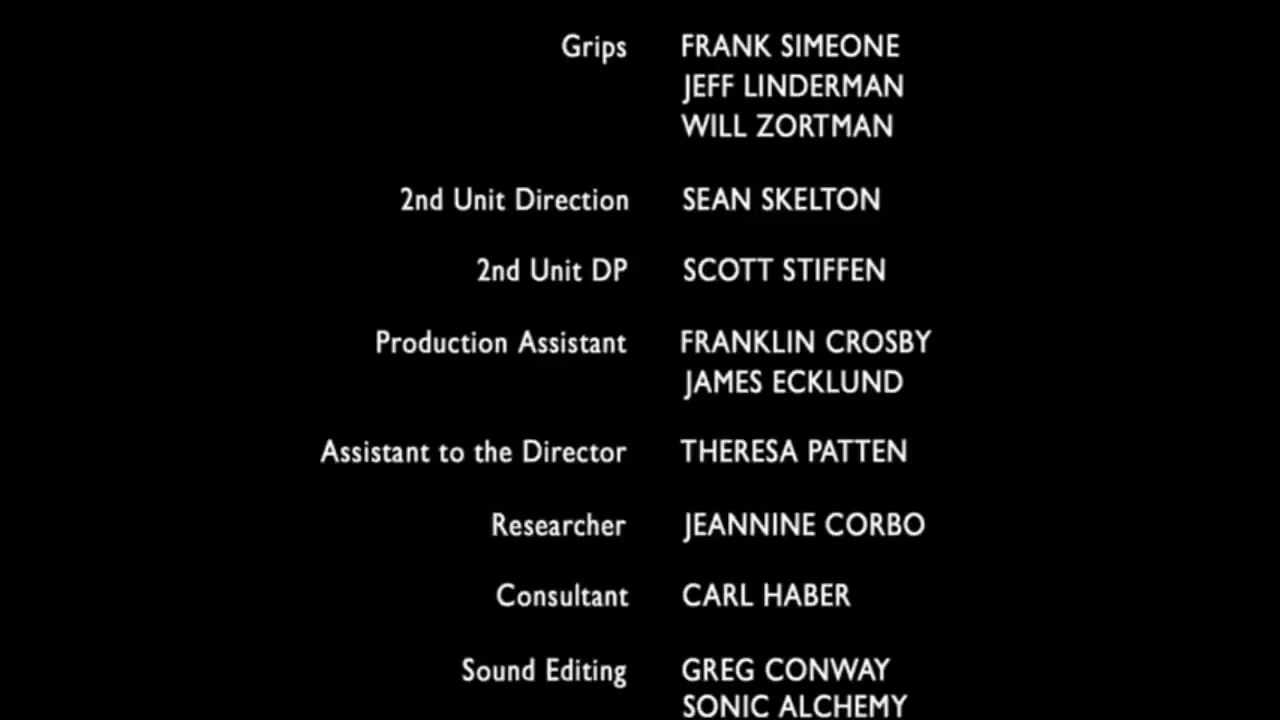 Grips FRANK SIMEONE
JEFF LINDERMAN
WILL ZORTMAN
2nd Unit Direction SEAN SKELTON
2nd Unit DP SCOTT STIFFEN
Production Assistant FRANKLIN CROSBY
JAMES ECKLUND
Assistant to the Director THERESA PATTEN
Researcher JEANNINE CORBO
Consultant CARL HABER
Sound Editing GREG CONWAY
SONIC ALCHEMY